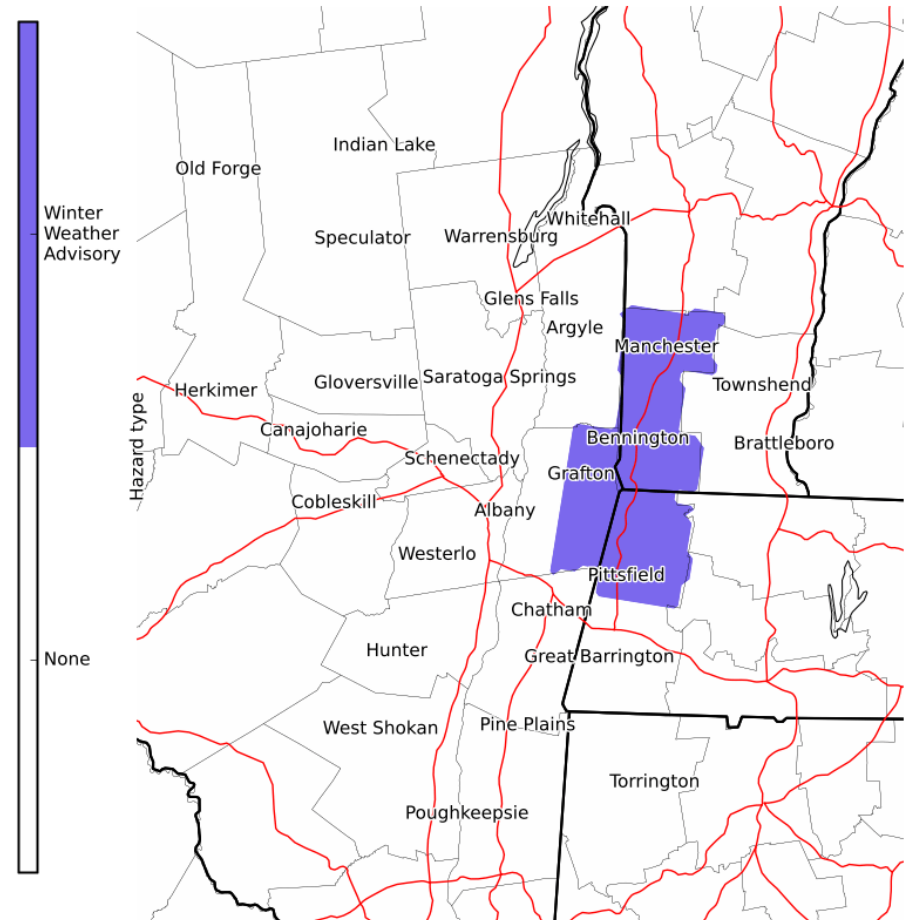 Winter
Weather
Advisory
None
Hazard type
Indian Lake
Old Forge
Whitehall
Speculator
Warrensburg
Glens Falls
Argyle
Manchester
Gloversville
Saratoga Springs
Townshend
Herkimer
Canajoharie
Bennington
Brattleboro
Schenectady
Grafton
Cobleskill
Albany
Westerlo
Pittsfield
Chatham
Hunter
Great Barrington
West Shokan
Pine Plains
Torrington
Poughkeepsie